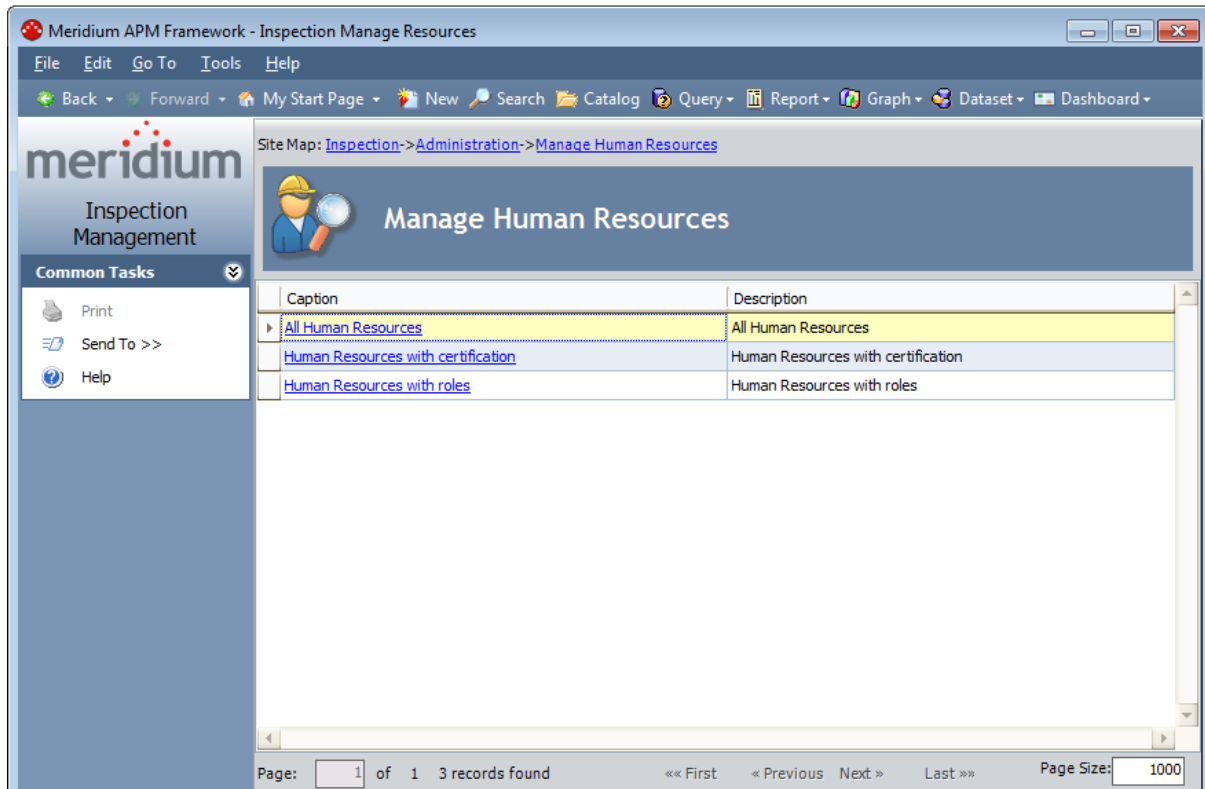 Meridium APM Framework - Inspection Manage Resources
File Edit Go To Tools Help
Back Forward My Start Page New Search Catalog Query Report Graph Dataset Dashboard
meridium
Inspection
Management
Common Tasks
Print
Send To >>
Help
Site Map: Inspection->Administration->Manage Human Resources
Manage Human Resources
Caption Description
All Human Resources All Human Resources
Human Resources with certification Human Resources with certification
Human Resources with roles Human Resources with roles
Page: 1 of 1 3 records found «« First « Previous Next » Last »» Page Size: 1000